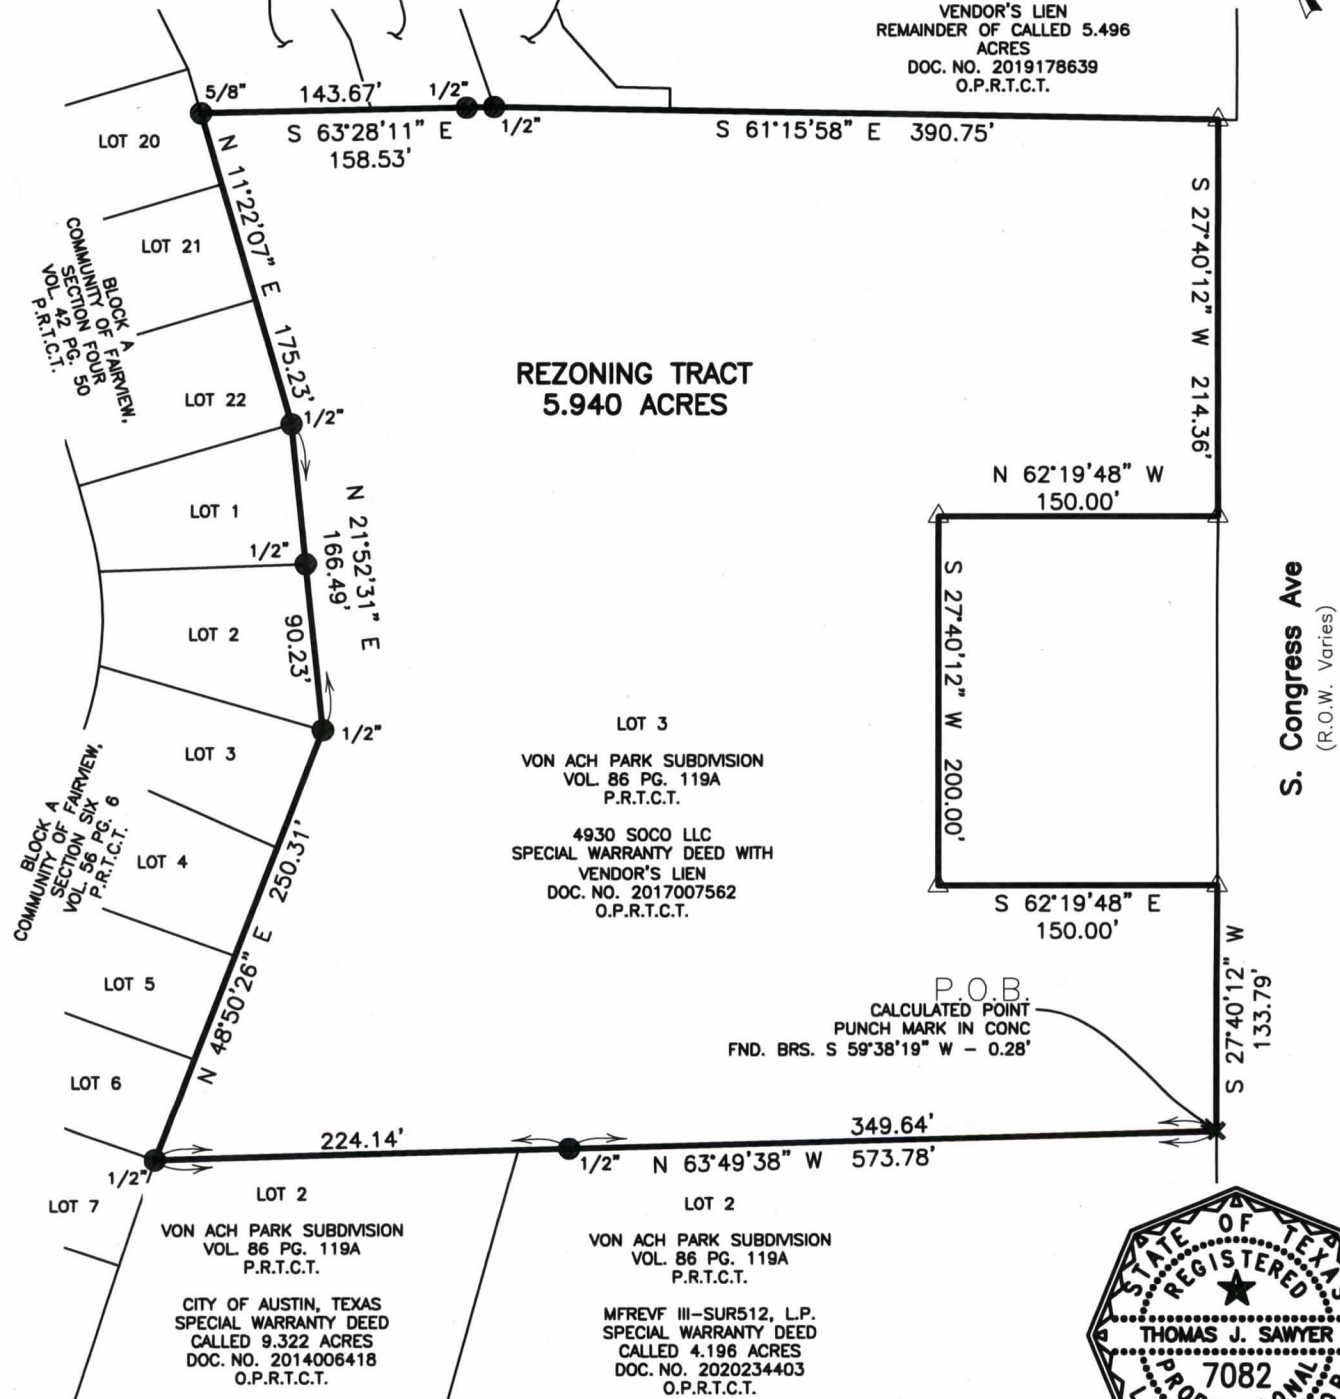 VENDOR'S LIEN
REMAINDER OF CALLED 5.496
ACRES
DOC. NO. 2019178639
O.P.R.T.C.T.
5/8"
143.67'
1/2"
1/2"
S 63°28'11" E
158.53'
S 61°15'58" E 390.75'
LOT 20
N 11°22'07" E 175.23'
LOT 21
BLOCK A
COMMUNITY OF FAIRVIEW,
SECTION FOUR
VOL. 42 PG. 50
P.R.T.C.T.
LOT 22
1/2"
S 27°40'12" W 214.36'
REZONING TRACT
5.940 ACRES
N 62°19'48" W
150.00'
LOT 1
1/2"
N 21°52'31" E
166.49'
LOT 2
90.23'
S 27°40'12" W 200.00'
S. Congress Ave
(R.O.W. Varies)
1/2"
LOT 3
LOT 3
VON ACH PARK SUBDIVISION
VOL. 86 PG. 119A
P.R.T.C.T.
4930 SOCO LLC
SPECIAL WARRANTY DEED WITH
VENDOR'S LIEN
DOC. NO. 2017007562
O.P.R.T.C.T.
BLOCK A
COMMUNITY OF FAIRVIEW,
SECTION SIX
VOL. 56 PG. 6
P.R.T.C.T.
LOT 4
N 48°50'26" E 250.31'
S 62°19'48" E
150.00'
LOT 5
P.O.B.
CALCULATED POINT
PUNCH MARK IN CONC
FND. BRS. S 59°38'19" W - 0.28'
S 27°40'12" W
133.79'
LOT 6
224.14'
349.64'
1/2"
1/2"
N 63°49'38" W 573.78'
LOT 7
LOT 2
VON ACH PARK SUBDIVISION
VOL. 86 PG. 119A
P.R.T.C.T.
CITY OF AUSTIN, TEXAS
SPECIAL WARRANTY DEED
CALLED 9.322 ACRES
DOC. NO. 2014006418
O.P.R.T.C.T.
LOT 2
VON ACH PARK SUBDIVISION
VOL. 86 PG. 119A
P.R.T.C.T.
MFREVF III-SUR512, L.P.
SPECIAL WARRANTY DEED
CALLED 4.196 ACRES
DOC. NO. 2020234403
O.P.R.T.C.T.
STATE OF TEXAS
REGISTERED
THOMAS J. SAWYER
7082